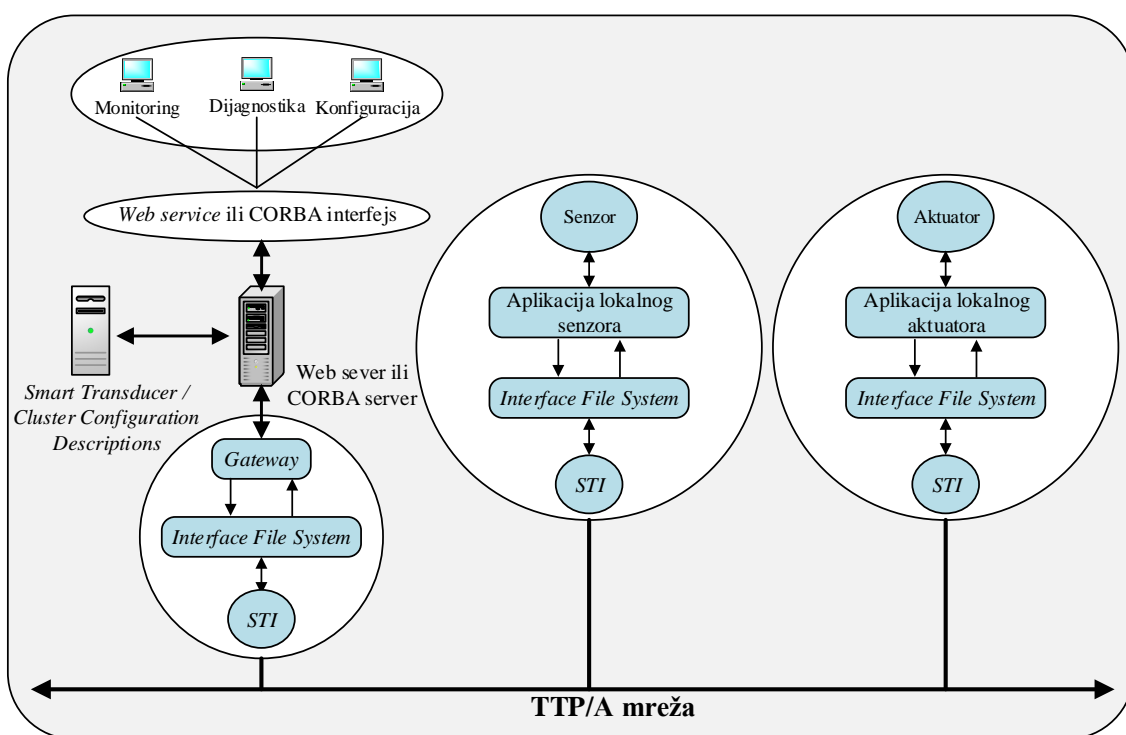 Monitoring
Dijagnostika
Konfiguracija
Web service ili CORBA interfejs
Smart Transducer /
Cluster Configuration
Descriptions
Web sever ili
CORBA server
Gateway
Interface File System
STI
Senzor
Aplikacija lokalnog
senzora
Interface File System
STI
Aktuator
Aplikacija lokalnog
aktuatora
Interface File System
STI
TTP/A mreža